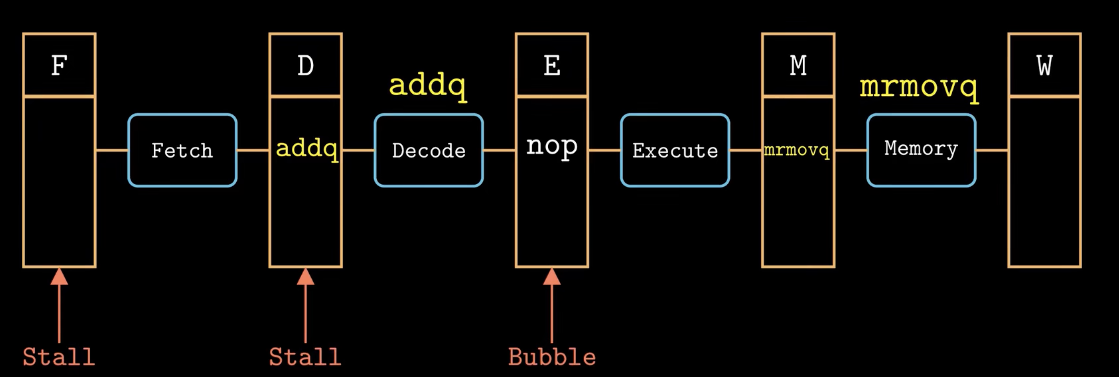 F
D
E
M
W
addq
mrmovq
Fetch
addq
Decode
nop
Execute
mrmovq
Memory
Stall
Stall
Bubble